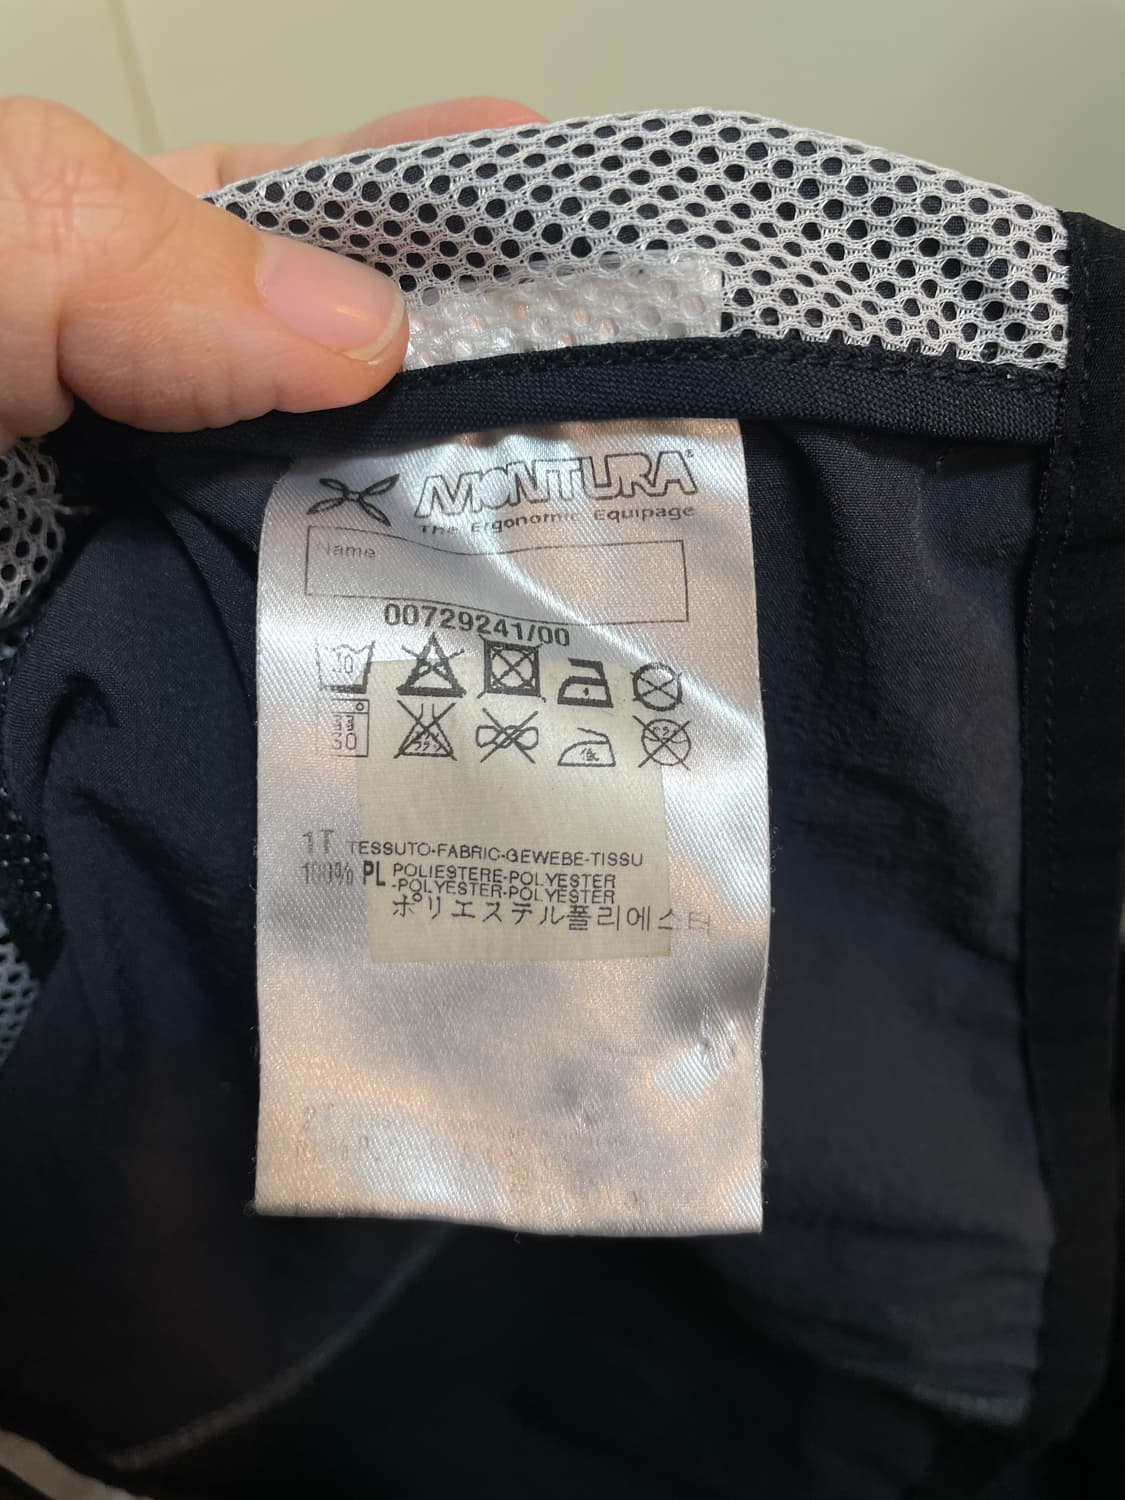 MONTURA®
The Ergonomic Equipage
Name
00729241/00
30
30
1T TESSUTO-FABRIC-GEWEBE-TISSU
100% PL POLIESTERE-POLYESTER
-POLYESTER-POLYESTER
ポリエステル폴리에스터
2T